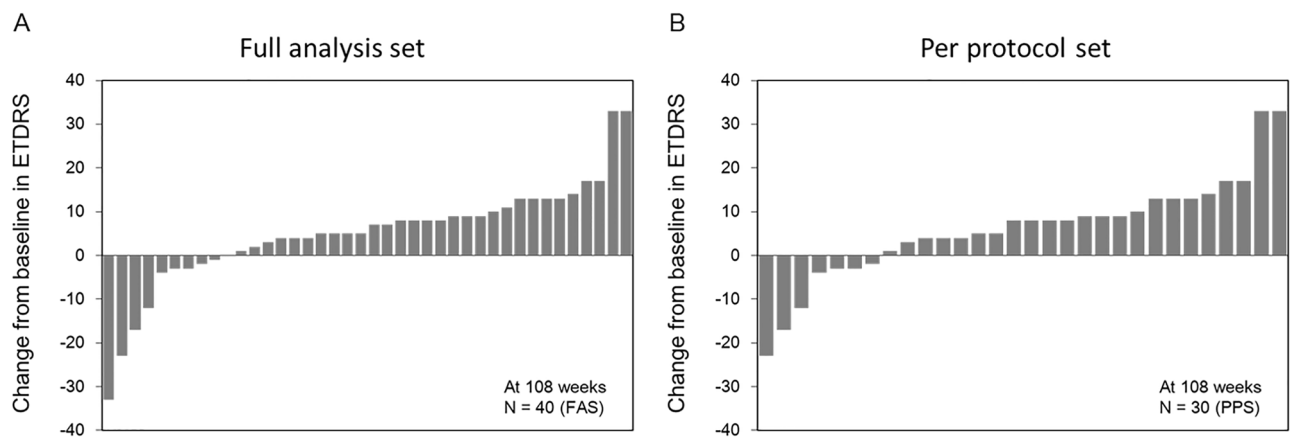 A
Full analysis set
Change from baseline in ETDRS
40
30
20
10
0
-10
-20
-30
-40
At 108 weeks
N = 40 (FAS)
B
Per protocol set
Change from baseline in ETDRS
40
30
20
10
0
-10
-20
-30
-40
At 108 weeks
N = 30 (PPS)